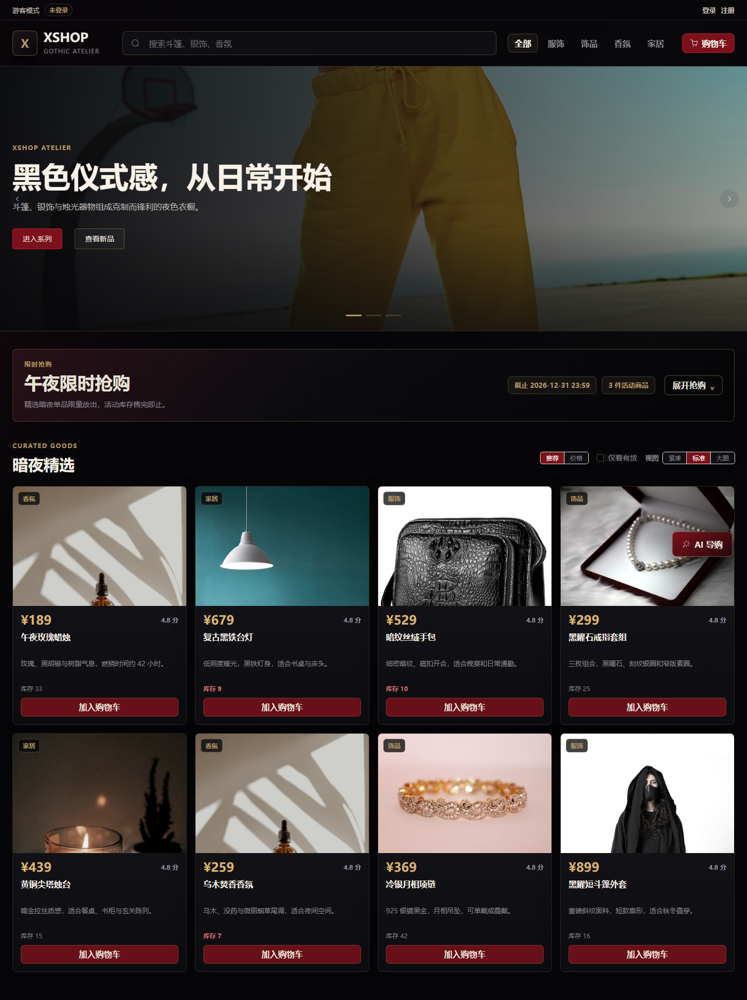 游客模式 未登录 登录 注册
X XSHOP
GOTHIC ATELIER
搜索斗篷、银饰、香氛
全部 服饰 饰品 香氛 家居 购物车
XSHOP ATELIER
黑色仪式感，从日常开始
斗篷、银饰与烛光器物组成克制而锋利的夜色衣橱。
进入系列 查看新品
限时抢购
午夜限时抢购
精选暗夜单品限量放出，活动库存售完即止。
截止 2026-12-31 23:59 3 件活动商品 展开抢购 v
CURATED GOODS
暗夜精选
推荐 价格 仅看有货 视图 紧凑 标准 大图
香氛
¥189 4.8 分
午夜玫瑰蜡烛
玫瑰、黑胡椒与树脂气息，燃烧时间约 42 小时。
库存 33
加入购物车
家居
¥679 4.8 分
复古黑铁台灯
低照度暖光，黑铁灯身，适合书桌与床头。
库存 9
加入购物车
服饰
¥529 4.8 分
暗纹丝绒手包
细密暗纹、磁扣开合，适合晚宴和日常通勤。
库存 10
加入购物车
饰品
AI 导购
¥299 4.8 分
黑曜石戒指套组
三枚组合，黑曜石、刻纹银圈和窄版素圈。
库存 25
加入购物车
家居
¥439 4.8 分
黄铜尖塔烛台
暗金拉丝质感，适合餐桌、书柜与玄关陈列。
库存 15
加入购物车
香氛
¥259 4.8 分
乌木焚香香氛
乌木、没药与微弱烟草尾调，适合夜间空间。
库存 7
加入购物车
饰品
¥369 4.8 分
冷银月相项链
925 银镀黑金，月相吊坠，可单戴或叠戴。
库存 42
加入购物车
服饰
¥899 4.8 分
黑曜短斗篷外套
重磅斜纹面料，短款廓形，适合秋冬叠穿。
库存 16
加入购物车